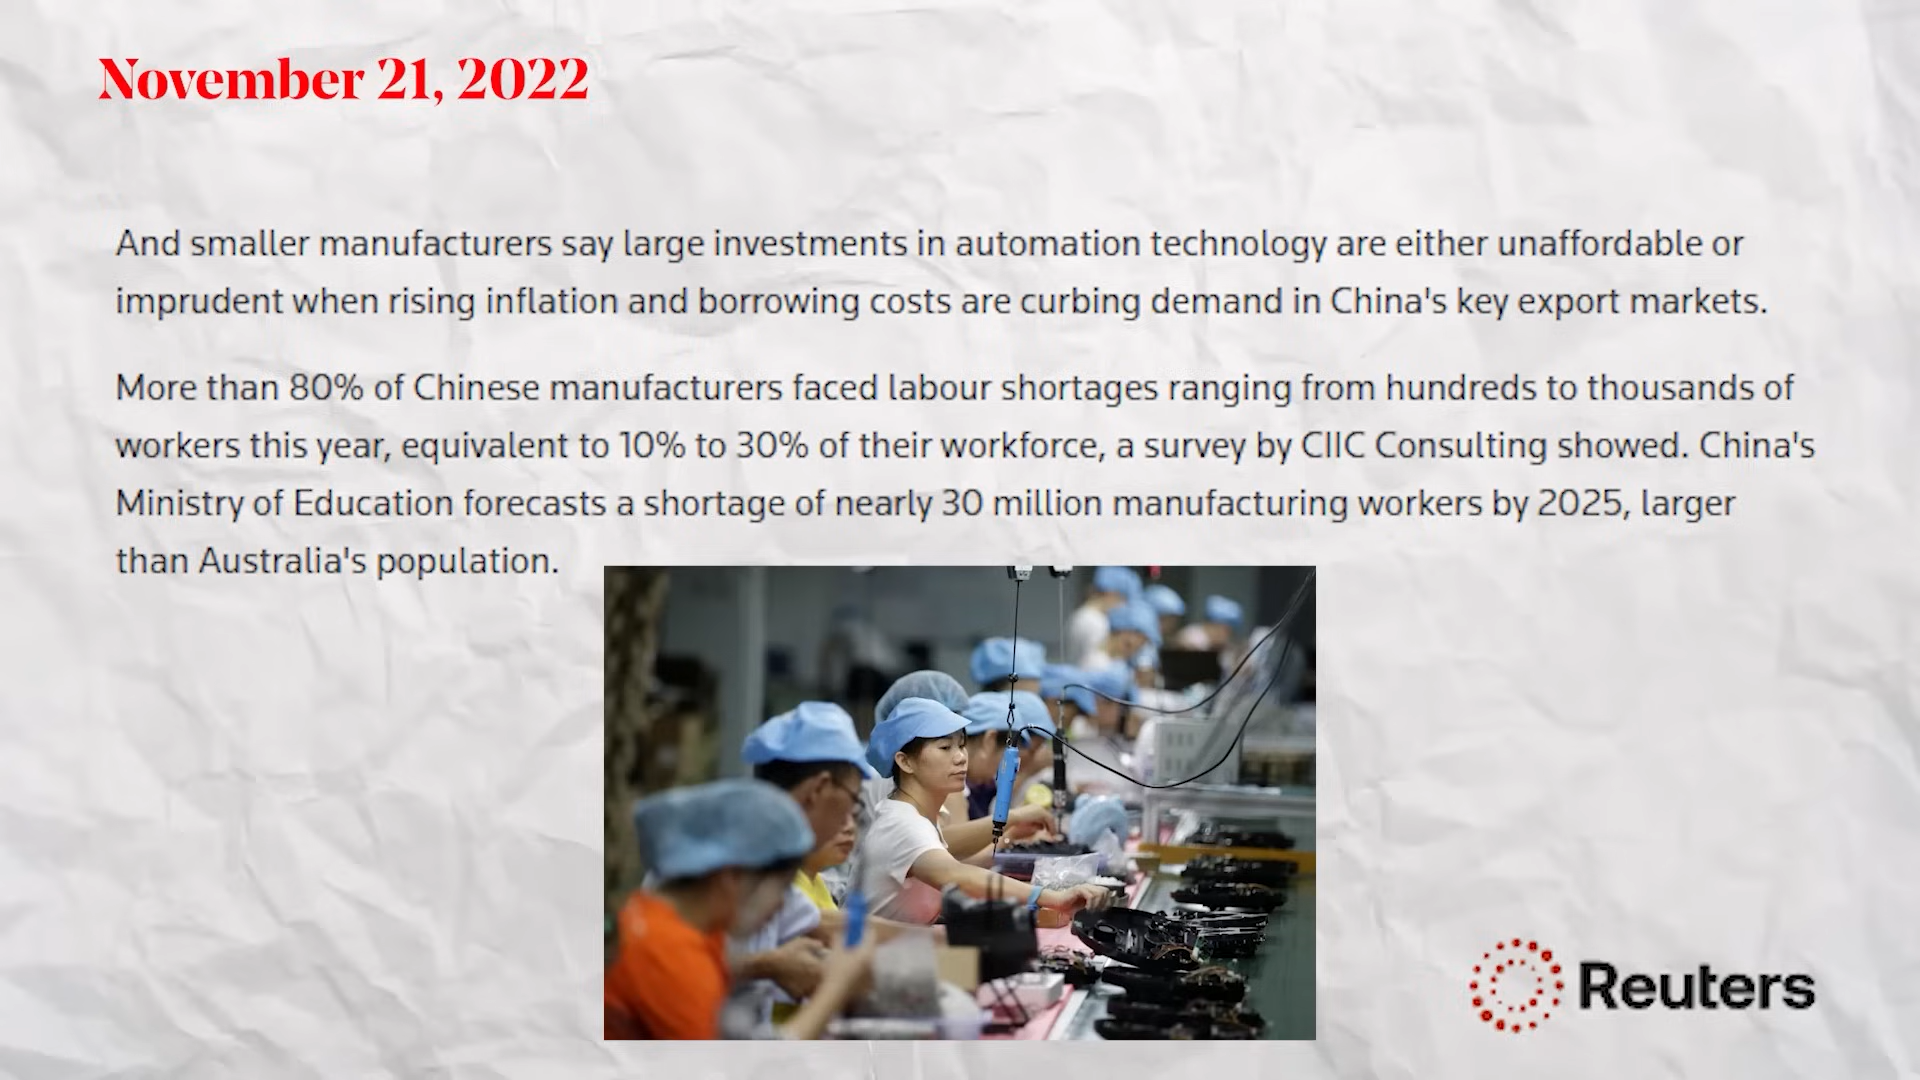 November 21, 2022
And smaller manufacturers say large investments in automation technology are either unaffordable or
imprudent when rising inflation and borrowing costs are curbing demand in China's key export markets.
More than 80% of Chinese manufacturers faced labour shortages ranging from hundreds to thousands of
workers this year, equivalent to 10% to 30% of their workforce, a survey by CIIC Consulting showed. China's
Ministry of Education forecasts a shortage of nearly 30 million manufacturing workers by 2025, larger
than Australia's population.
Reuters